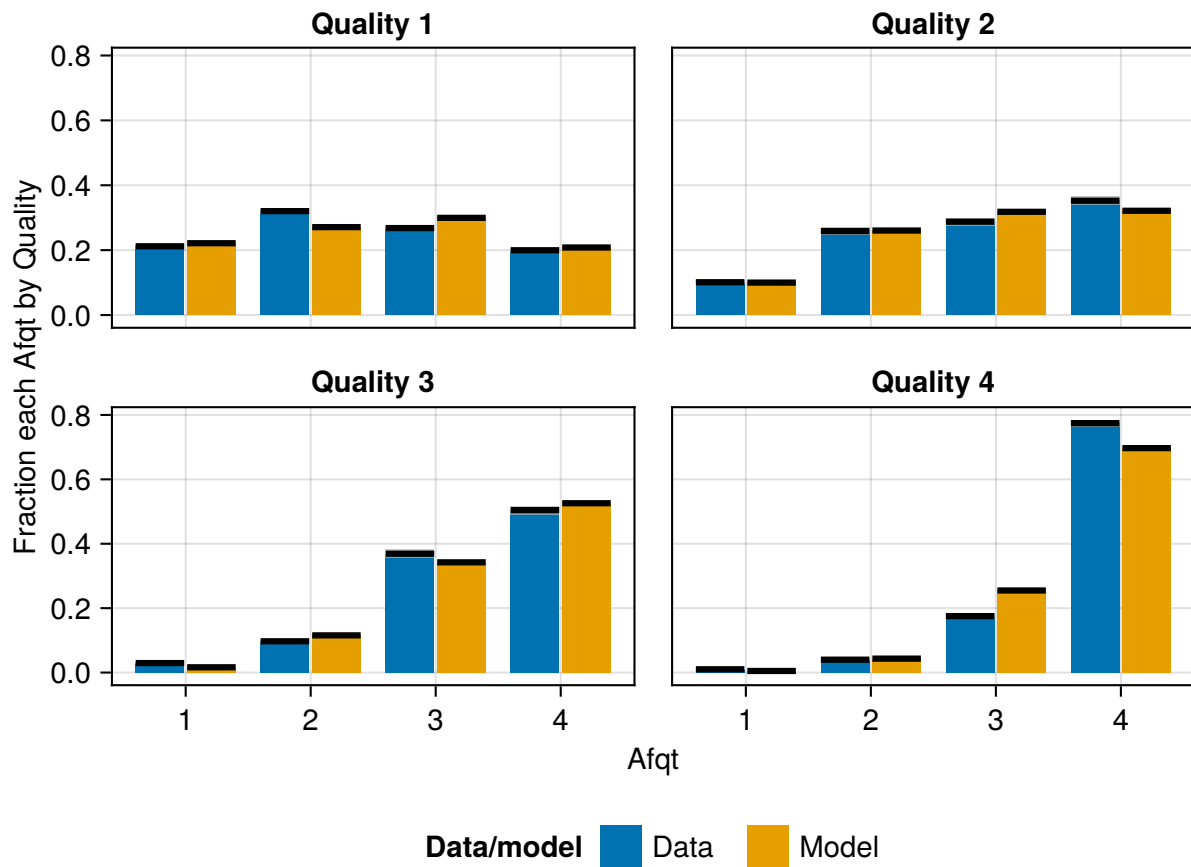 Quality 1
Quality 2
Fraction each Afqt by Quality
0.8
0.6
0.4
0.2
0.0
Quality 3
Quality 4
0.8
0.6
0.4
0.2
0.0
1 2 3 4
1 2 3 4
Afqt
Data/model Data Model